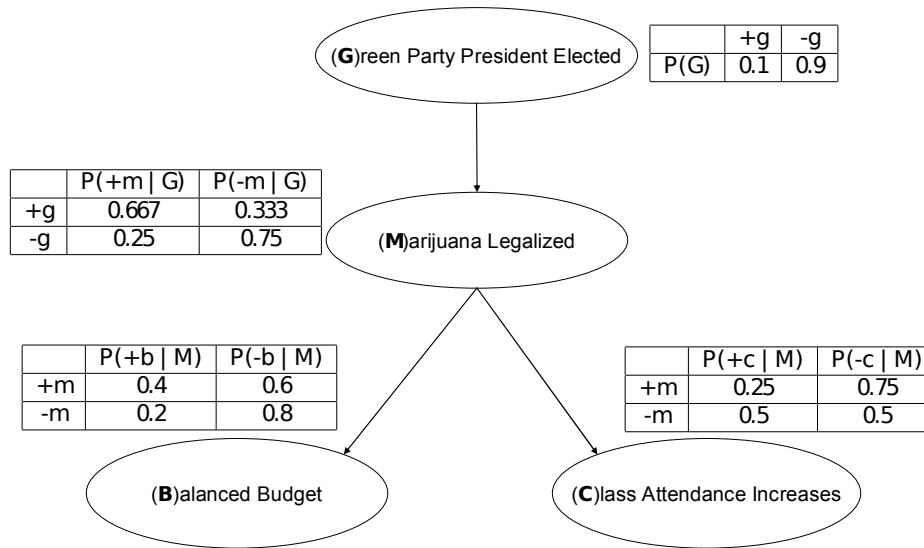 (G)reen Party President Elected
+g -g
P(G) 0.1 0.9
P(+m | G) P(-m | G)
+g 0.667 0.333
-g 0.25 0.75
(M)arijuana Legalized
P(+b | M) P(-b | M)
+m 0.4 0.6
-m 0.2 0.8
P(+c | M) P(-c | M)
+m 0.25 0.75
-m 0.5 0.5
(B)alanced Budget
(C)lass Attendance Increases